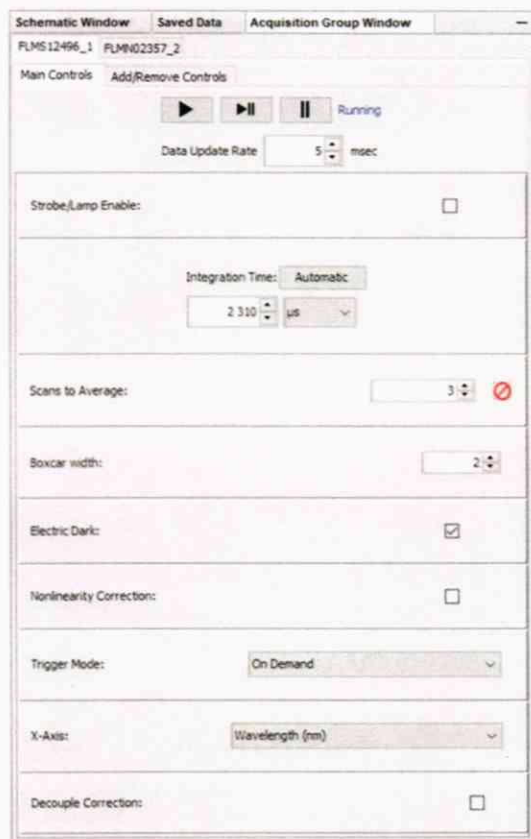 Schematic Window Saved Data Acquisition Group Window
FLMS12496_1 FLMN02357_2
Main Controls Add/Remove Controls
Running
Data Update Rate 5 msec
Strobe/Lamp Enable:
Integration Time: Automatic
2 310 µs
Scans to Average: 3
Boxcar width: 2
Electric Dark:
Nonlinearity Correction:
Trigger Mode: On Demand
X-Axis: Wavelength (nm)
Decouple Correction: